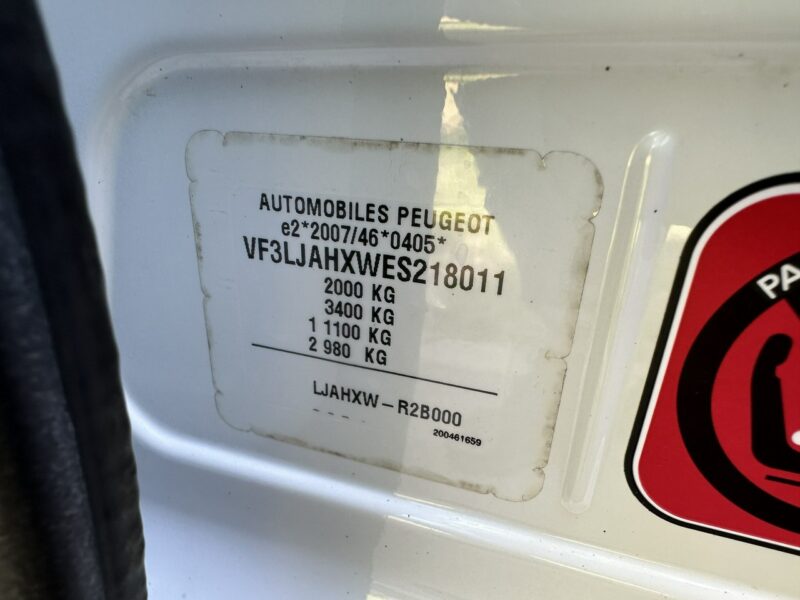 AUTOMOBILES PEUGEOT
e2*2007/46*0405*
VF3LJAHXWES218011
2000 KG
3400 KG
1 1100 KG
2 980 KG
LJAHXW-R2B000
- - - -
200461659
PA